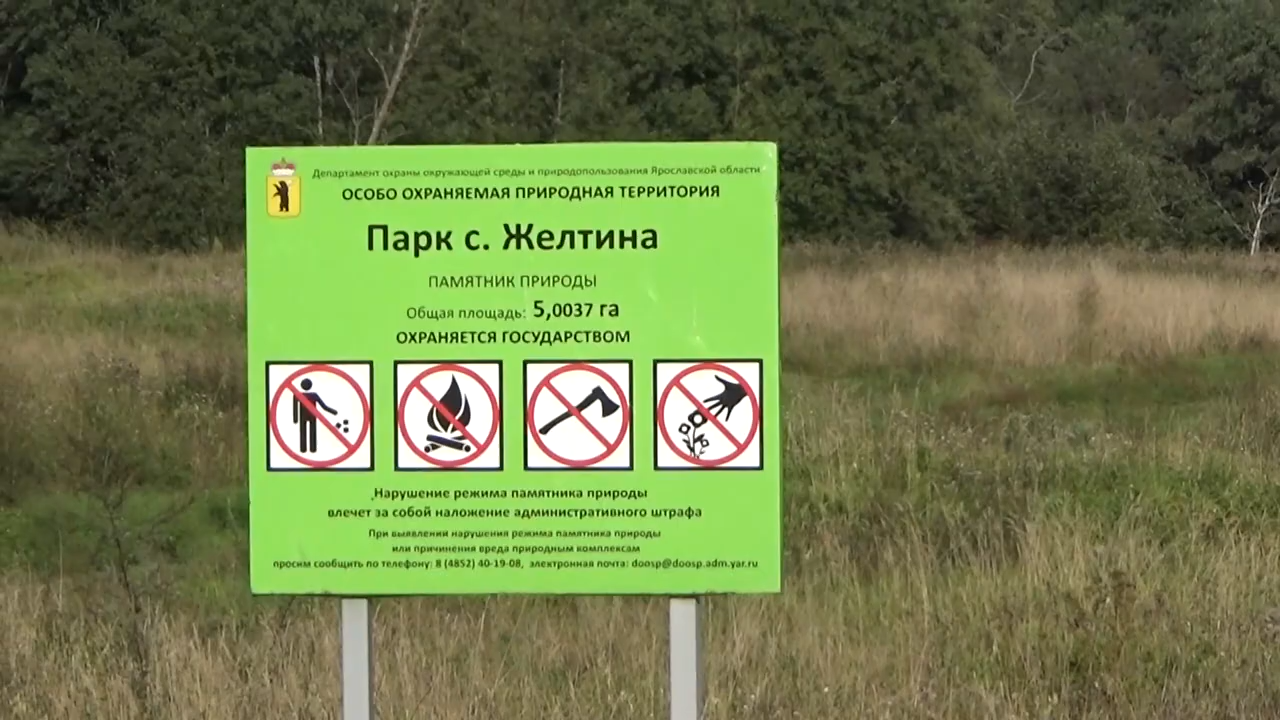 Департамент охраны окружающей среды и природопользования Ярославской области
ОСОБО ОХРАНЯЕМАЯ ПРИРОДНАЯ ТЕРРИТОРИЯ
Парк с. Желтина
ПАМЯТНИК ПРИРОДЫ
Общая площадь: 5,0037 га
ОХРАНЯЕТСЯ ГОСУДАРСТВОМ
Нарушение режима памятника природы
влечет за собой наложение административного штрафа
При выявлении нарушения режима памятника природы
или причинения вреда природным комплексам
просим сообщить по телефону: 8 (4852) 40-19-08, электронная почта: doosp@doosp.adm.yar.ru